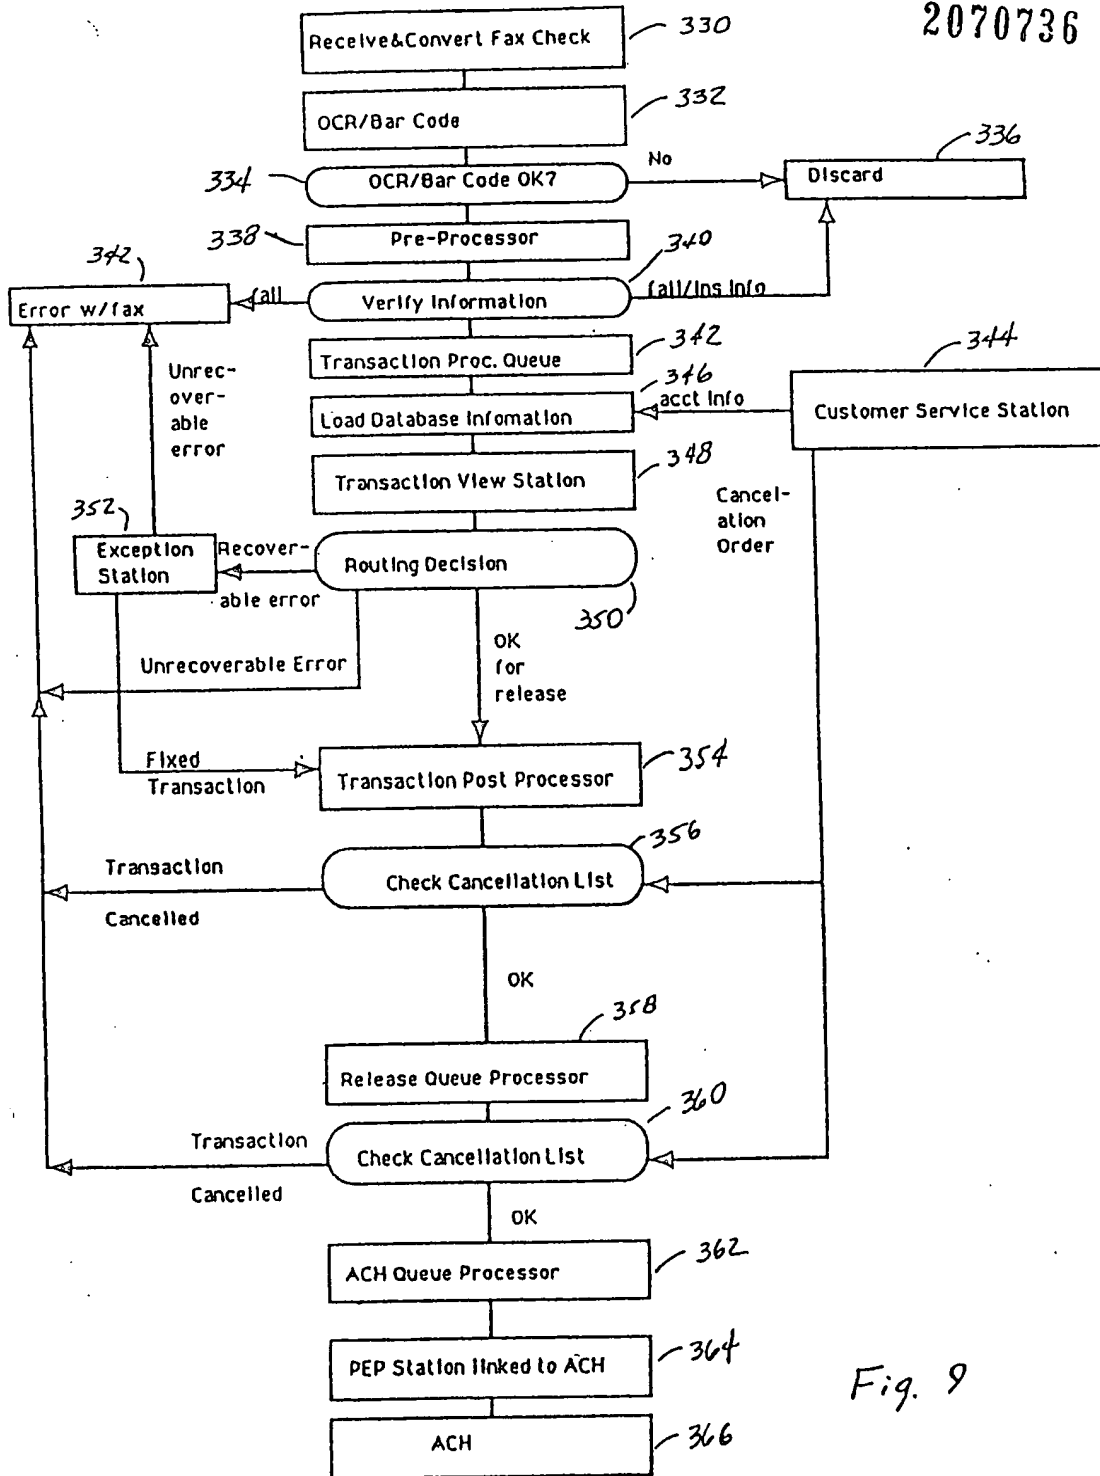 2070736
Receive&Convert Fax Check
330
OCR/Bar Code
332
334
OCR/Bar Code OK?
No
Discard
336
338
Pre-Processor
342
Error w/fax
fail
Verify Information
340
fail/ins info
Transaction Proc. Queue
342
Load Database Infomation
346
acct info
Customer Service Station
344
Unrec-
over-
able
error
Transaction View Station
348
Cancel-
ation
Order
352
Exception
Station
Recover-
able error
Routing Decision
350
Unrecoverable Error
OK
for
release
Fixed
Transaction
Transaction Post Processor
354
Transaction
Cancelled
Check Cancellation List
356
OK
Release Queue Processor
358
Transaction
Cancelled
Check Cancellation List
360
OK
ACH Queue Processor
362
PEP Station linked to ACH
364
ACH
366
Fig. 9